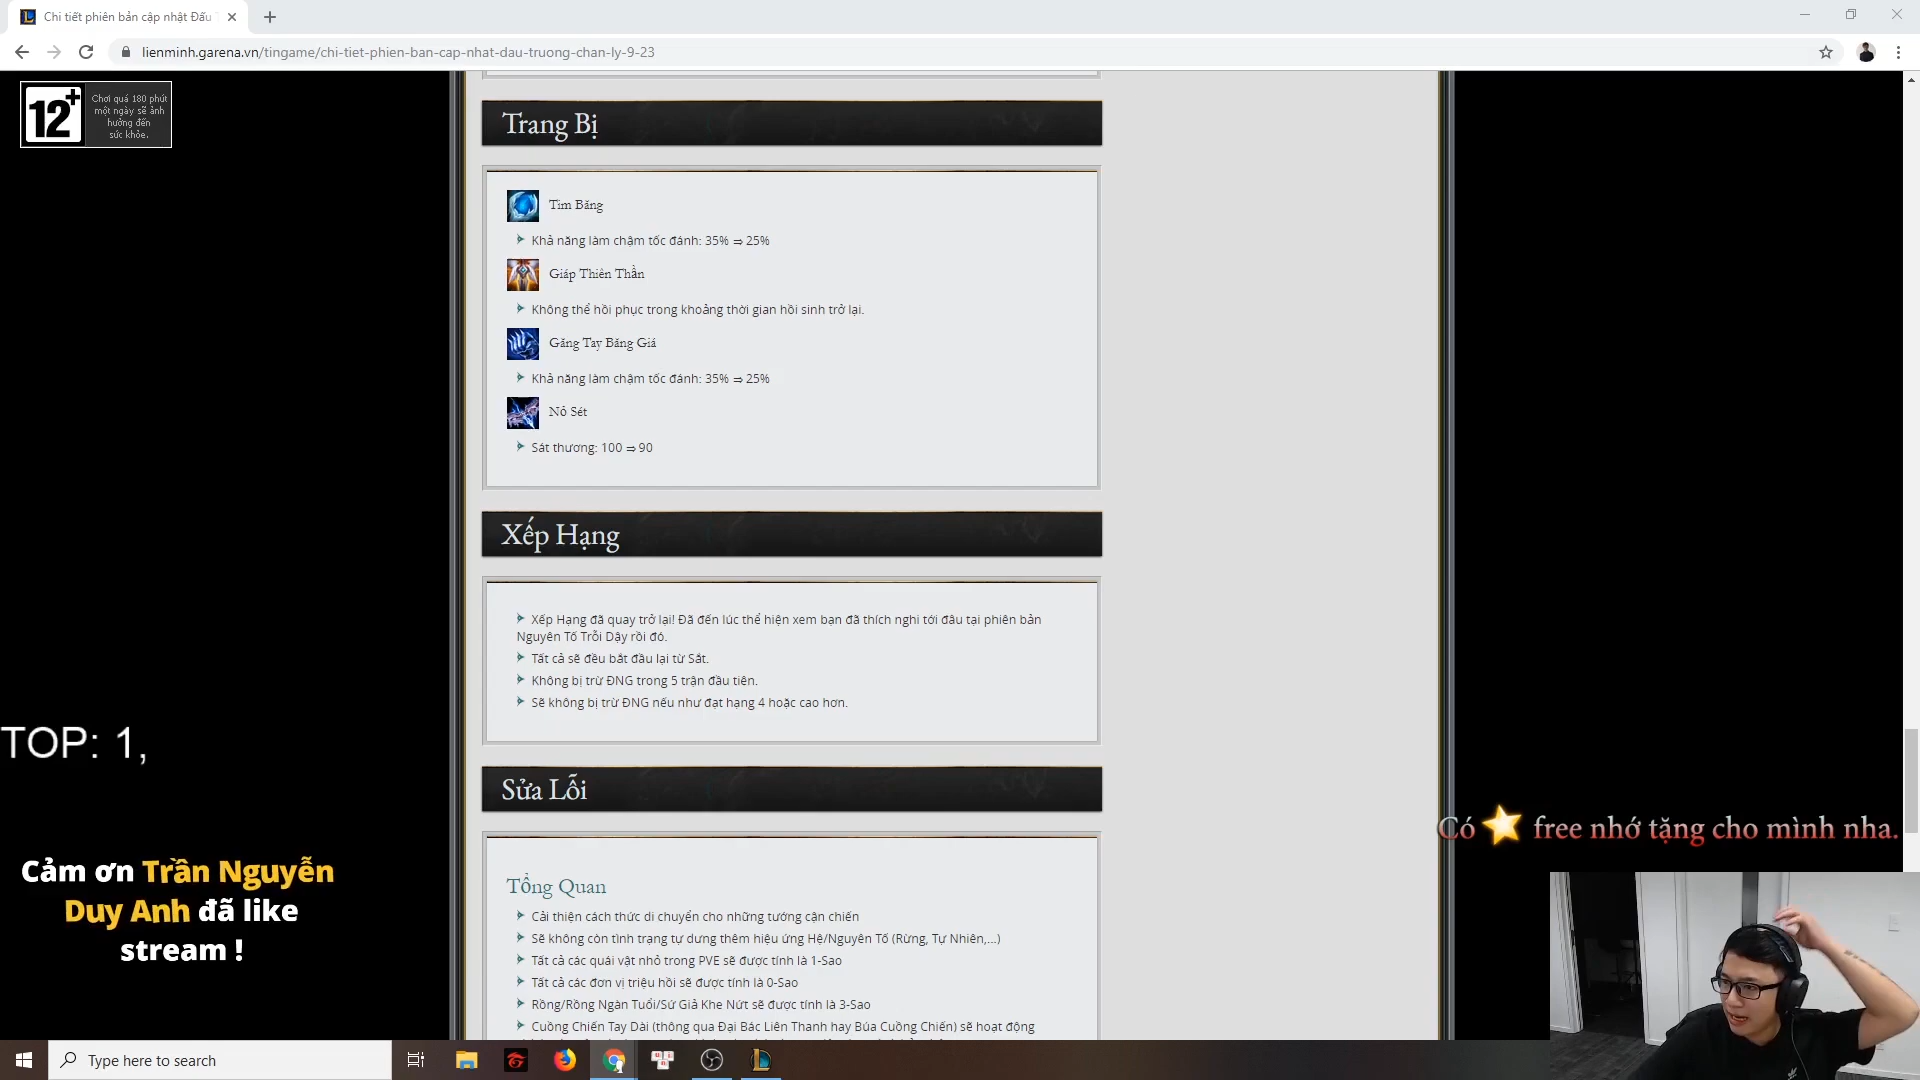 Chi tiết phiên bản cập nhật Đấu
lienminh.garena.vn/tingame/chi-tiet-phien-ban-cap-nhat-dau-truong-chan-ly-9-23
12+
Chơi quá 180 phút
một ngày sẽ ảnh
hưởng đến
sức khỏe.
Trang Bị
Tim Băng
Khả năng làm chậm tốc đánh: 35% ⇒ 25%
Giáp Thiên Thần
Không thể hồi phục trong khoảng thời gian hồi sinh trở lại.
Găng Tay Băng Giá
Khả năng làm chậm tốc đánh: 35% ⇒ 25%
Nỏ Sét
Sát thương: 100 ⇒ 90
Xếp Hạng
Xếp Hạng đã quay trở lại! Đã đến lúc thể hiện xem bạn đã thích nghi tới đâu tại phiên bản
Nguyên Tố Trỗi Dậy rồi đó.
Tất cả sẽ đều bắt đầu lại từ Sắt.
Không bị trừ ĐNG trong 5 trận đầu tiên.
Sẽ không bị trừ ĐNG nếu như đạt hạng 4 hoặc cao hơn.
TOP: 1,
Sửa Lỗi
Có ⭐ free nhớ tặng cho mình nha.
Cảm ơn Trần Nguyễn
Duy Anh đã like
stream !
Tổng Quan
Cải thiện cách thức di chuyển cho những tướng cận chiến
Sẽ không còn tình trạng tự dưng thêm hiệu ứng Hệ/Nguyên Tố (Rừng, Tự Nhiên,...)
Tất cả các quái vật nhỏ trong PVE sẽ được tính là 1-Sao
Tất cả các đơn vị triệu hồi sẽ được tính là 0-Sao
Rồng/Rồng Ngàn Tuổi/Sứ Giả Khe Nứt sẽ được tính là 3-Sao
Cuồng Chiến Tay Dài (thông qua Đại Bác Liên Thanh hay Búa Cuồng Chiến) sẽ hoạt động
Type here to search